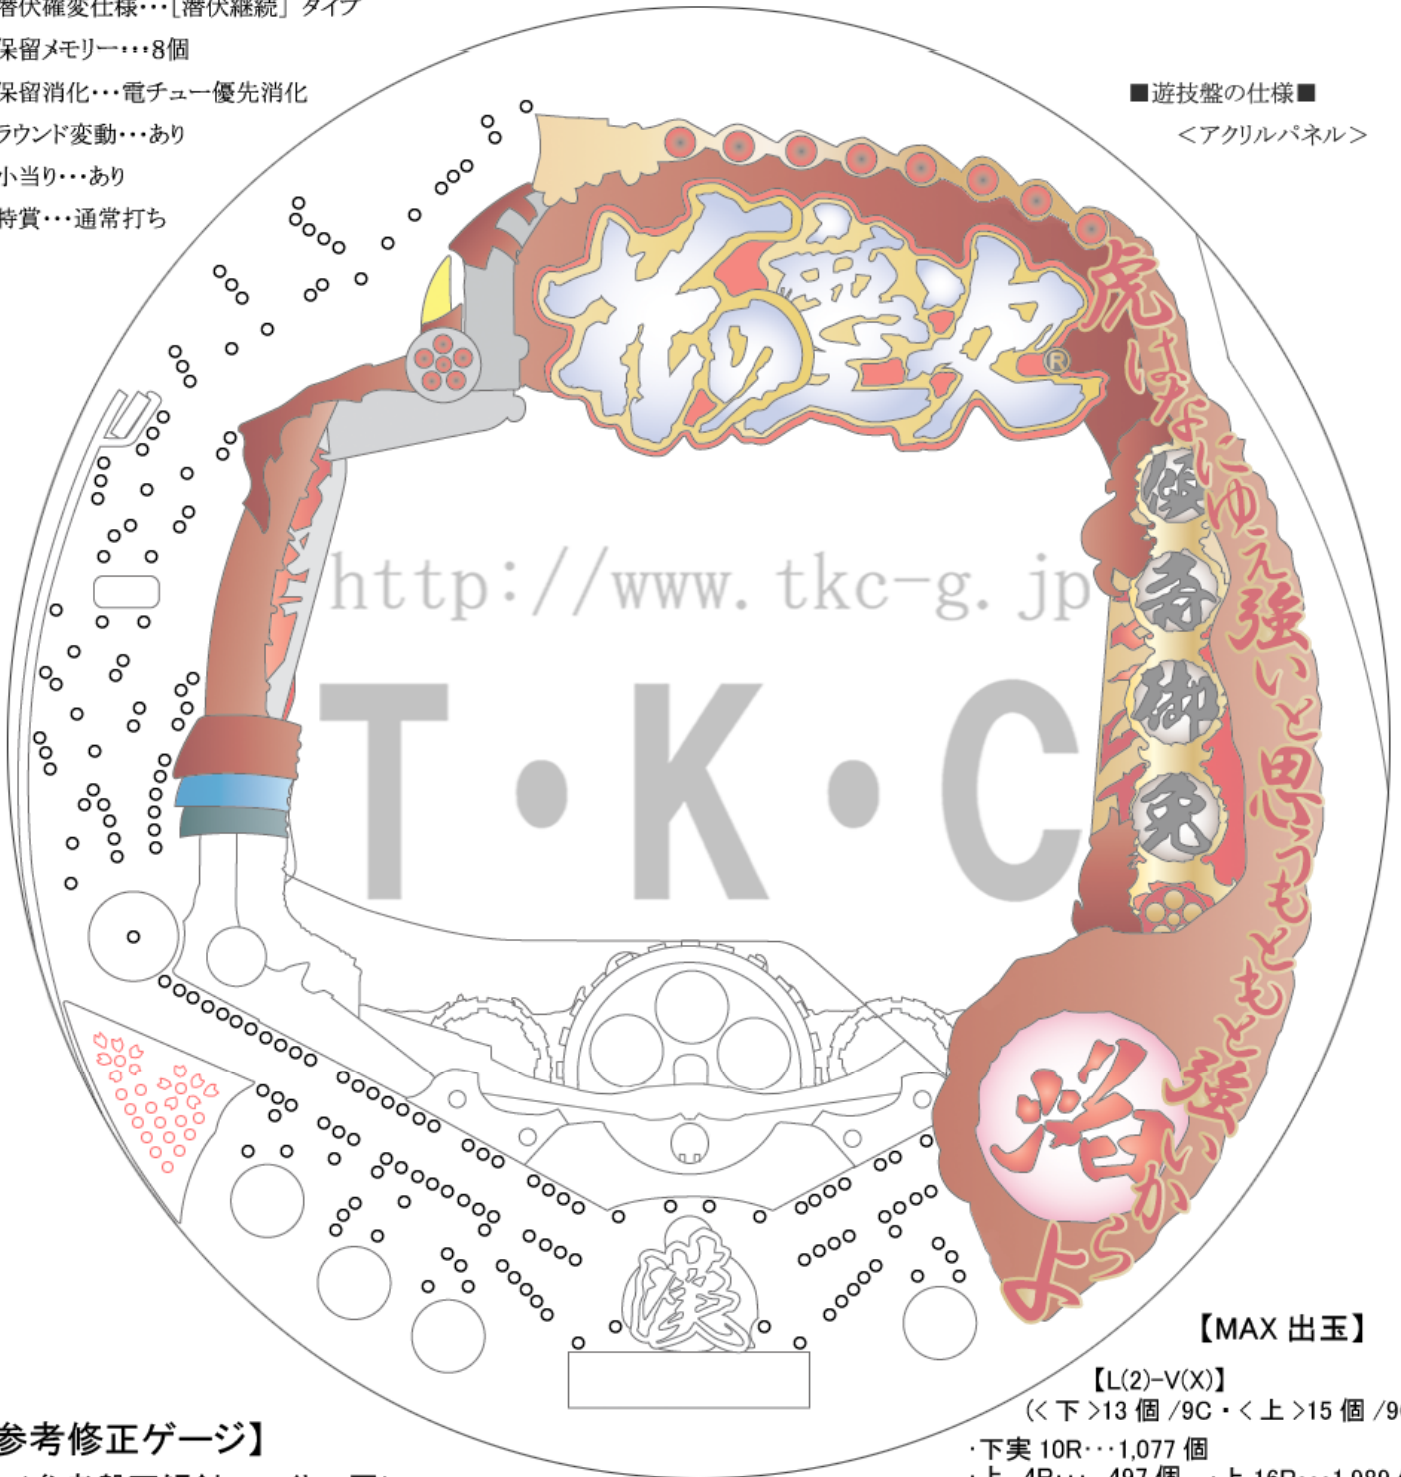 潜伏確変仕様・・・［潜伏継続］タイプ
保留メモリー・・・8個
保留消化・・・電チュー優先消化
ラウンド変動・・・あり
小当り・・・あり
特賞・・・通常打ち
■遊技盤の仕様■
＜アクリルパネル＞
花の慶次®
虎はなにゆえ強いと思うもともと強いからよ
傾
奔
御
免
http://www.tkc-g.jp
T・K・C
焰
漢
【MAX 出玉】
【L(2)-V(X)】
(<下>13個/9C・<上>15個/9
・下実 10R・・・1,077 個
参考修正ゲージ】